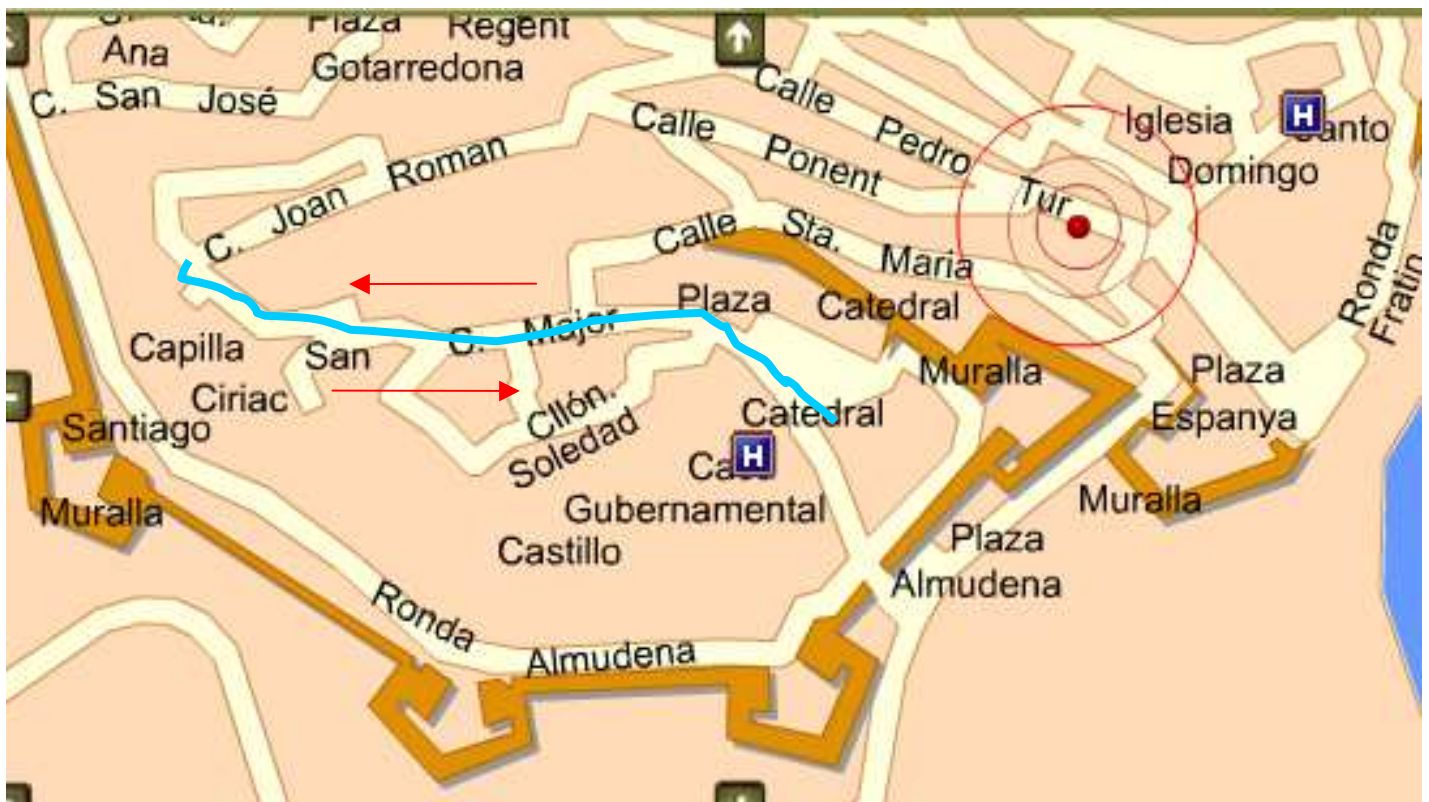 Ana
Plaza Regent
Gotarredona
C. San José
Calle Pedro Tur
Calle Ponent
Iglesia
H
Santo
Domingo
C. Joan Roman
Calle Sta. Maria
Ronda
Fratin
Plaza
Catedral
C. Major
Capilla
San
Ciriac
Muralla
Plaza
Espanya
Cllón.
Soledad
Catedral
Santiago
H
Gubernamental
Castillo
Muralla
Muralla
Plaza
Almudena
Ronda Almudena